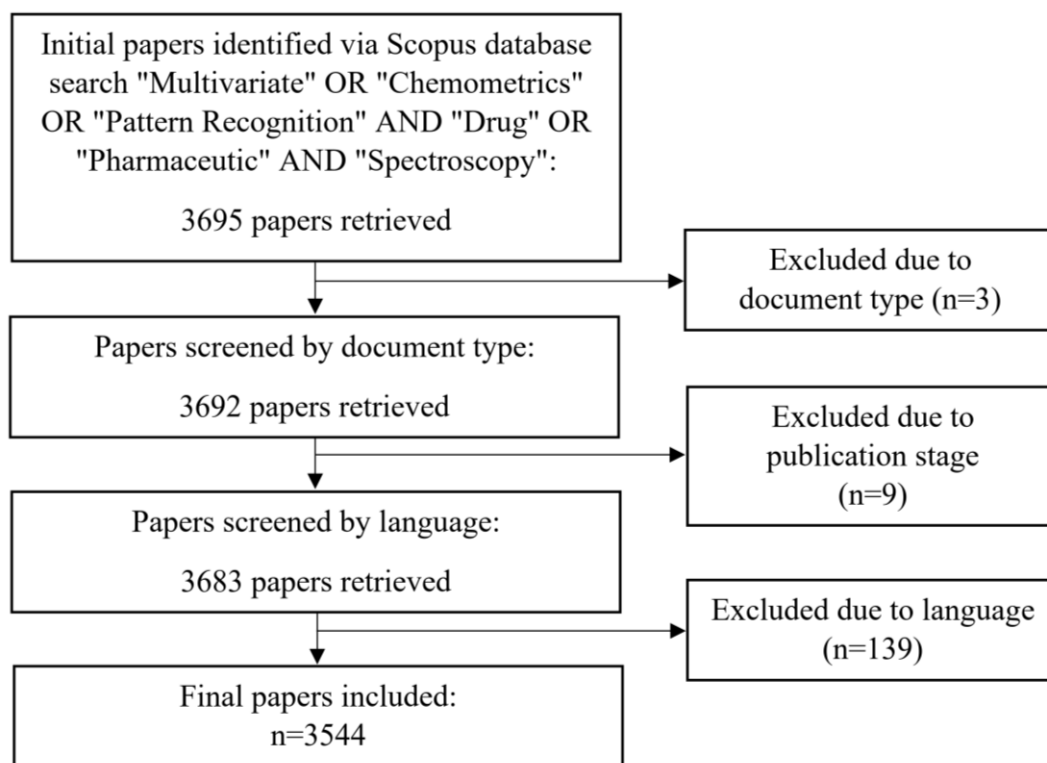 Initial papers identified via Scopus database
search "Multivariate" OR "Chemometrics"
OR "Pattern Recognition" AND "Drug" OR
"Pharmaceutic" AND "Spectroscopy":
3695 papers retrieved
Excluded due to
document type (n=3)
Papers screened by document type:
3692 papers retrieved
Excluded due to
publication stage
(n=9)
Papers screened by language:
3683 papers retrieved
Excluded due to language
(n=139)
Final papers included:
n=3544